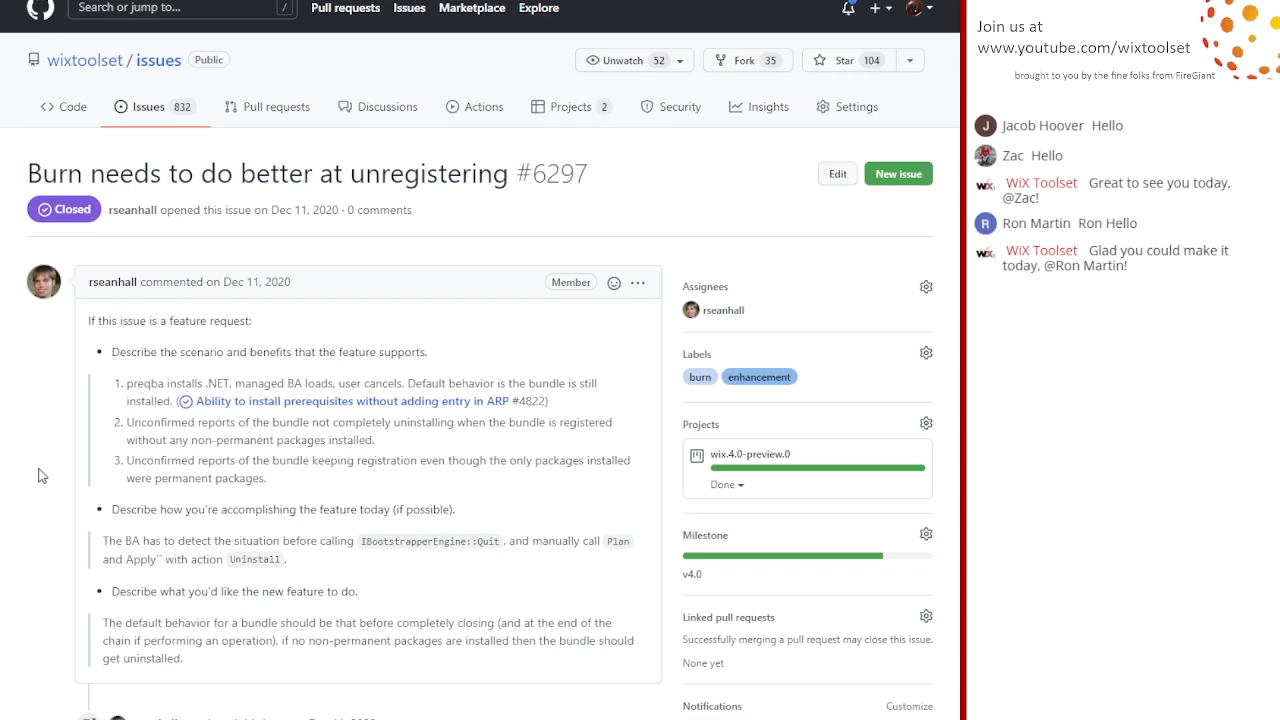 Search or jump to...
/
Pull requests
Issues
Marketplace
Explore
wixtoolset / issues
Public
Unwatch 52
Fork 35
Star 104
Code
Issues 832
Pull requests
Discussions
Actions
Projects 2
Security
Insights
Settings
Burn needs to do better at unregistering #6297
Edit
New issue
Closed
rseanhall opened this issue on Dec 11, 2020 · 0 comments
rseanhall commented on Dec 11, 2020
Member
If this issue is a feature request:
• Describe the scenario and benefits that the feature supports.
1. preqba installs .NET, managed BA loads, user cancels. Default behavior is the bundle is still
installed. ( Ability to install prerequisites without adding entry in ARP #4822)
2. Unconfirmed reports of the bundle not completely uninstalling when the bundle is registered
without any non-permanent packages installed.
3. Unconfirmed reports of the bundle keeping registration even though the only packages installed
were permanent packages.
• Describe how you're accomplishing the feature today (if possible).
The BA has to detect the situation before calling IBootstrapperEngine::Quit, and manually call Plan
and Apply`` with action Uninstall.
• Describe what you'd like the new feature to do.
The default behavior for a bundle should be that before completely closing (and at the end of the
chain if performing an operation), if no non-permanent packages are installed then the bundle should
get uninstalled.
Assignees
rseanhall
Labels
burn
enhancement
Projects
wix.4.0-preview.0
Done
Milestone
v4.0
Linked pull requests
Successfully merging a pull request may close this issue.
None yet
Notifications
Customize
Join us at
www.youtube.com/wixtoolset
brought to you by the fine folks from FireGiant
J
Jacob Hoover Hello
Zac Hello
WiX
WiX Toolset Great to see you today,
@Zac!
R
Ron Martin Ron Hello
WiX
WiX Toolset Glad you could make it
today, @Ron Martin!